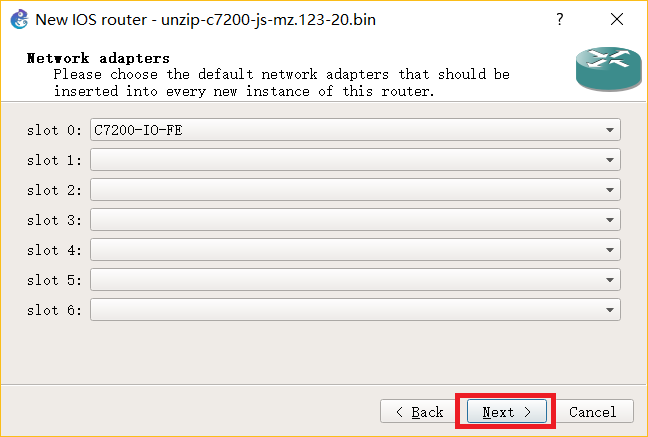 New IOS router - unzip-c7200-js-mz.123-20.bin
Network adapters
Please choose the default network adapters that should be
inserted into every new instance of this router.
slot 0: C7200-IO-FE
slot 1:
slot 2:
slot 3:
slot 4:
slot 5:
slot 6:
< Back Next > Cancel